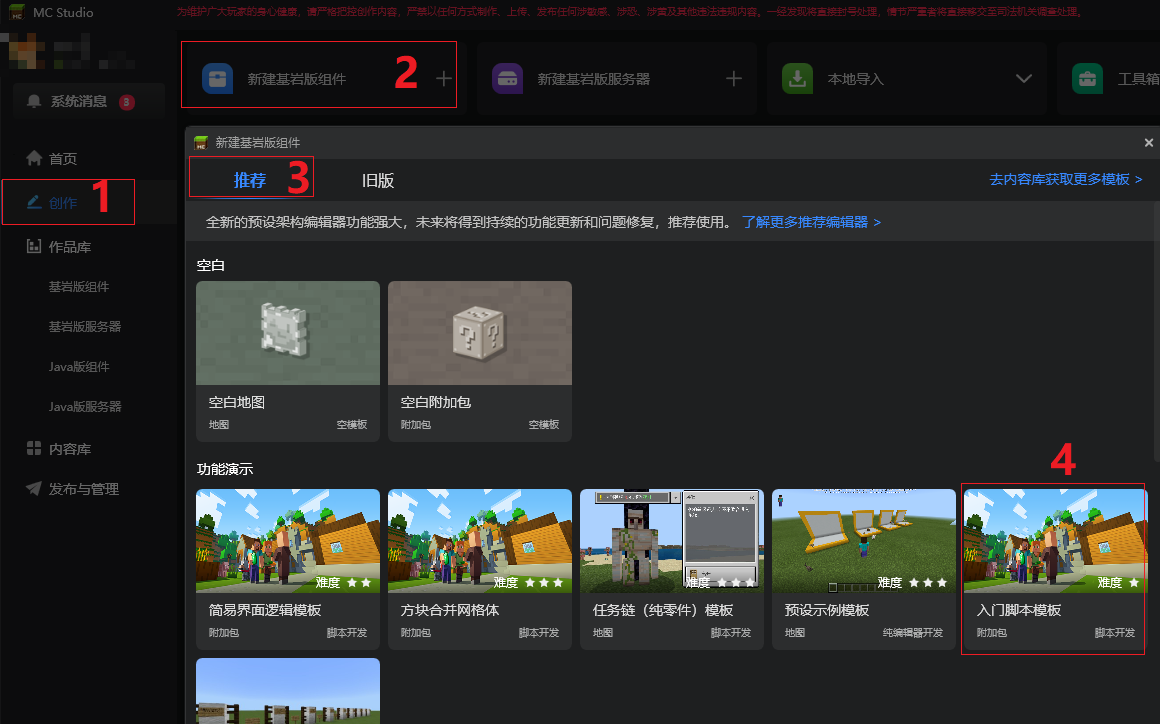 MC Studio
为维护广大玩家的身心健康，请严格把控创作内容，严禁以任何方式制作、上传、发布任何涉敏感、涉恐、涉黄及其他违法违规内容。一经发现将直接封号处理，情节严重者将直接移交至司法机关调查处理。
系统消息 3
首页
创作 1
作品库
基岩版组件
基岩版服务器
Java版组件
Java版服务器
内容库
发布与管理
新建基岩版组件 2 +
新建基岩版服务器 +
本地导入
工具箱
新建基岩版组件 ×
推荐 3
旧版
去内容库获取更多模板 >
全新的预设架构编辑器功能强大，未来将得到持续的功能更新和问题修复，推荐使用。 了解更多推荐编辑器 >
空白
空白地图
地图 空模板
空白附加包
附加包 空模板
功能演示
4
难度
简易界面逻辑模板
附加包 脚本开发
难度
方块合并网格体
附加包 脚本开发
难度
任务链（纯零件）模板
地图 脚本开发
难度
预设示例模板
地图 纯编辑器开发
难度
入门脚本模板
附加包 脚本开发